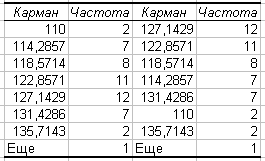 Карман Частота Карман Частота
110 2 127,1429 12
114,2857 7 122,8571 11
118,5714 8 118,5714 8
122,8571 11 114,2857 7
127,1429 12 131,4286 7
131,4286 7 110 2
135,7143 2 135,7143 2
Еще 1 Еще 1